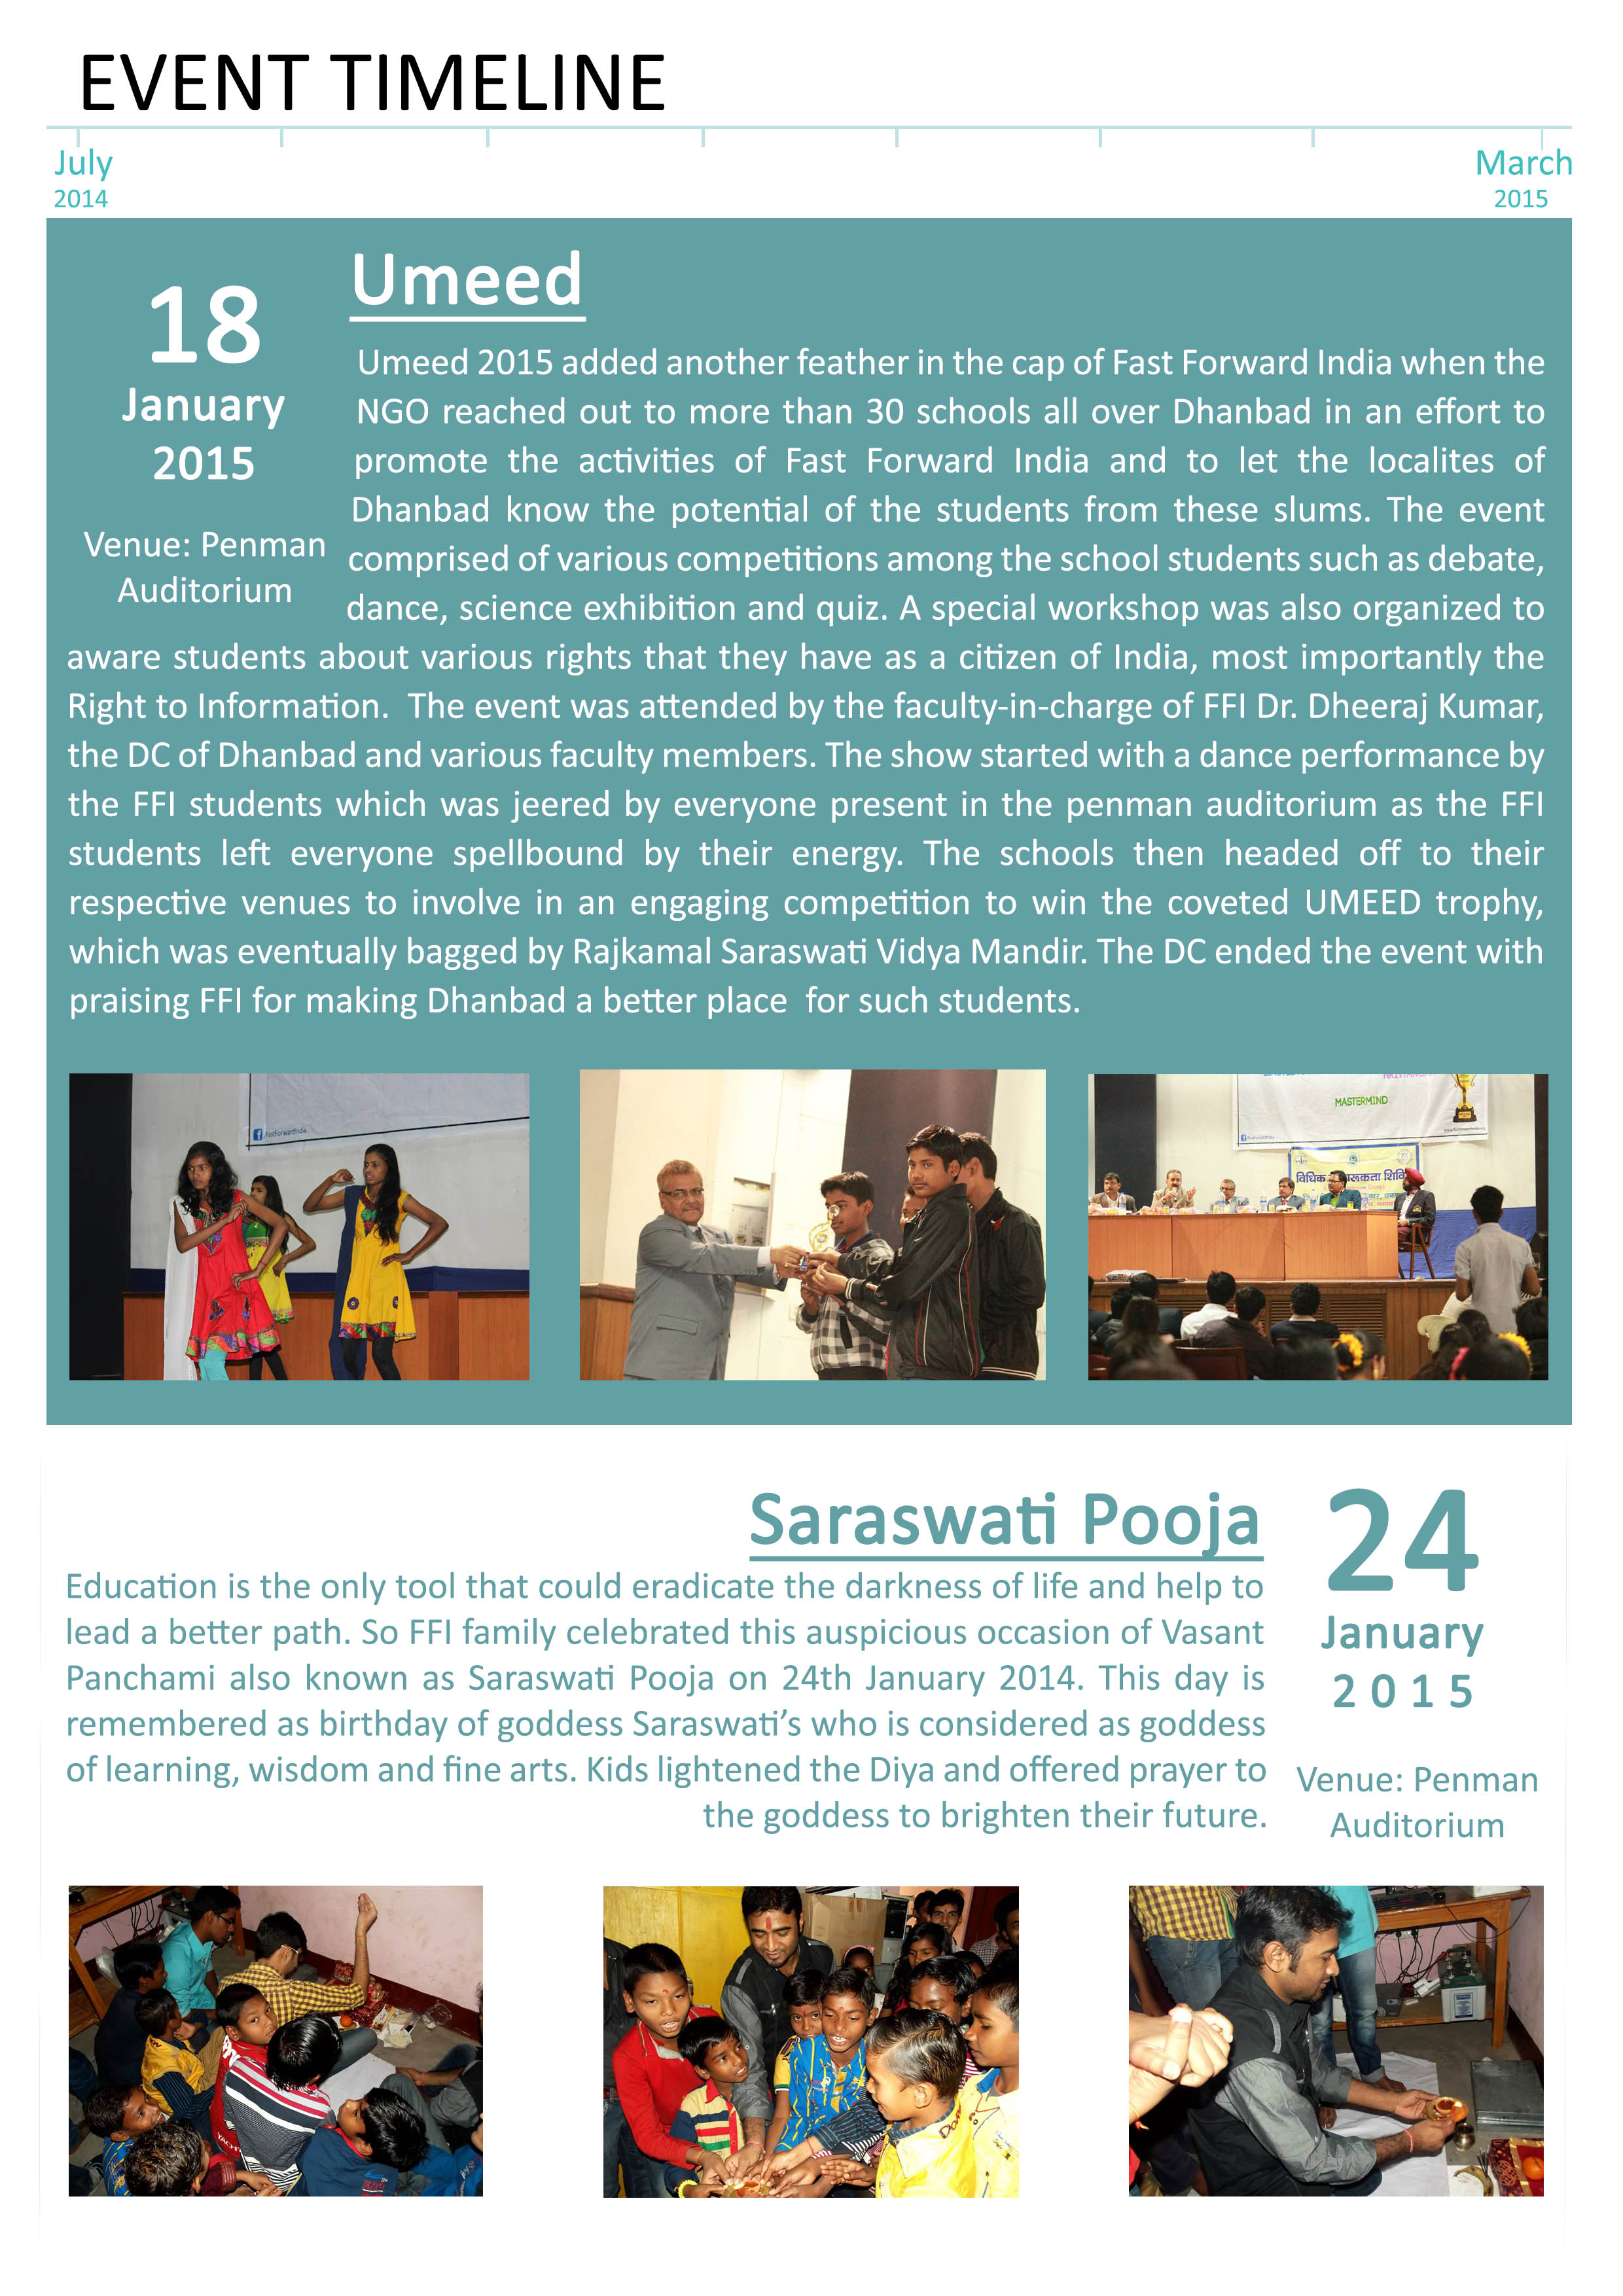 EVENT TIMELINE
July
2014
March
2015
18
January
2015
Venue: Penman
Auditorium
Umeed
Umeed 2015 added another feather in the cap of Fast Forward India when the
NGO reached out to more than 30 schools all over Dhanbad in an effort to
promote the activities of Fast Forward India and to let the localites of
Dhanbad know the potential of the students from these slums. The event
comprised of various competitions among the school students such as debate,
dance, science exhibition and quiz. A special workshop was also organized to
aware students about various rights that they have as a citizen of India, most importantly the
Right to Information.  The event was attended by the faculty-in-charge of FFI Dr. Dheeraj Kumar,
the DC of Dhanbad and various faculty members. The show started with a dance performance by
the FFI students which was jeered by everyone present in the penman auditorium as the FFI
students left everyone spellbound by their energy. The schools then headed off to their
respective venues to involve in an engaging competition to win the coveted UMEED trophy,
which was eventually bagged by Rajkamal Saraswati Vidya Mandir. The DC ended the event with
praising FFI for making Dhanbad a better place  for such students.
MASTERMIND
विधिक
Saraswati Pooja
Education is the only tool that could eradicate the darkness of life and help to
lead a better path. So FFI family celebrated this auspicious occasion of Vasant
Panchami also known as Saraswati Pooja on 24th January 2014. This day is
remembered as birthday of goddess Saraswati's who is considered as goddess
of learning, wisdom and fine arts. Kids lightened the Diya and offered prayer to
the goddess to brighten their future.
24
January
2 0 1 5
Venue: Penman
Auditorium